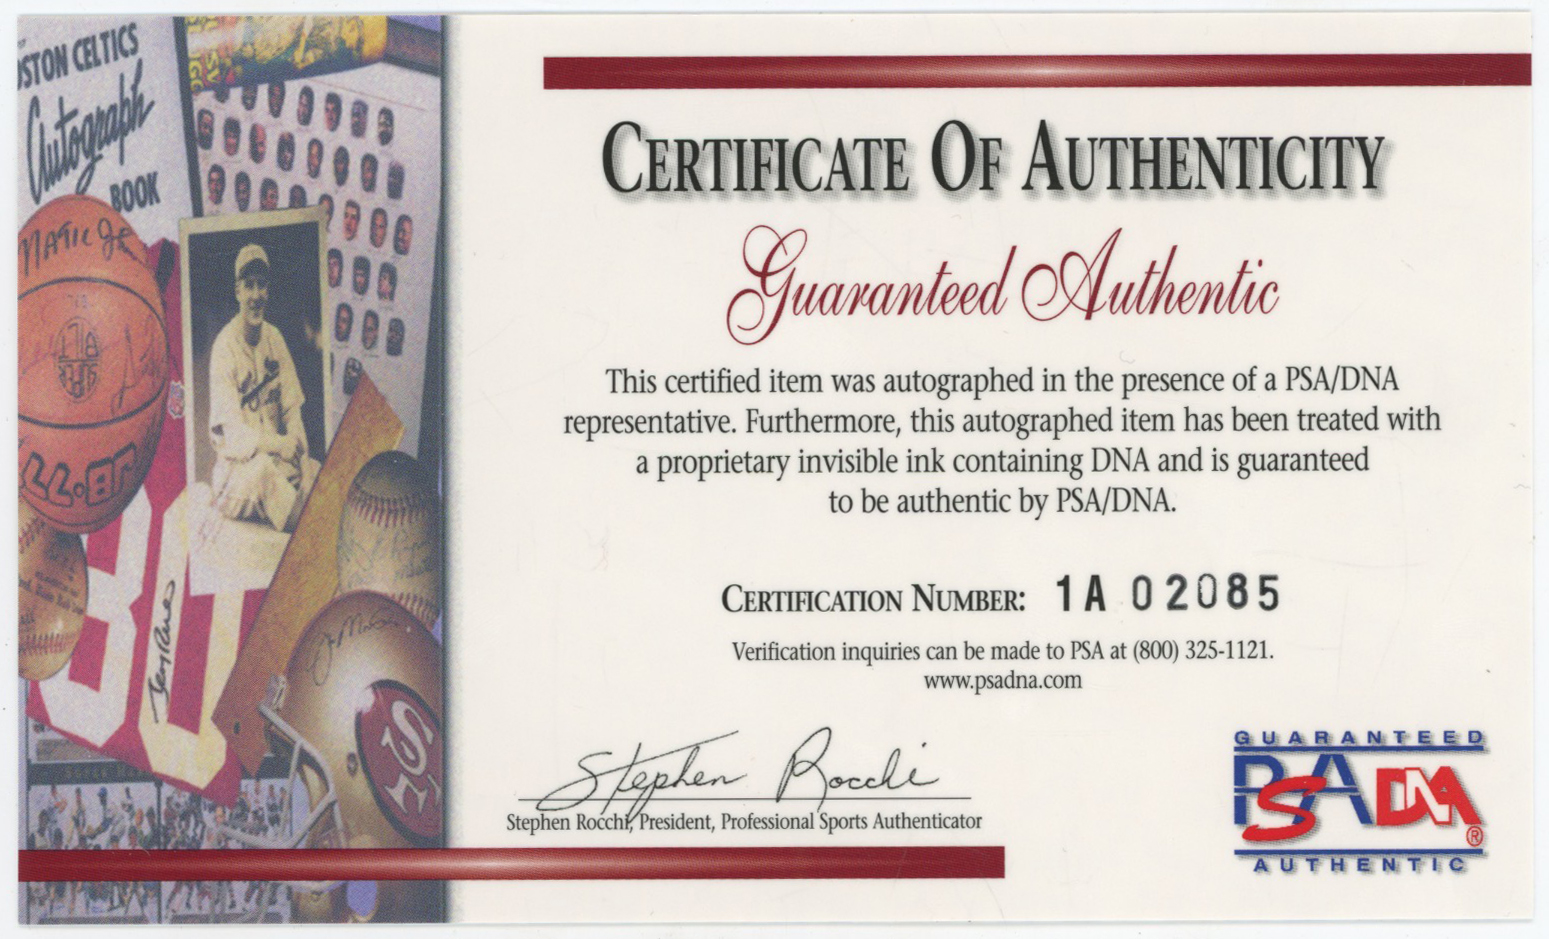 OSTON CELTICS
Autograph
BOOK
CERTIFICATE OF AUTHENTICITY
Guaranteed Authentic
This certified item was autographed in the presence of a PSA/DNA
representative. Furthermore, this autographed item has been treated with
a proprietary invisible ink containing DNA and is guaranteed
to be authentic by PSA/DNA.
CERTIFICATION NUMBER: 1A 02085
Verification inquiries can be made to PSA at (800) 325-1121.
www.psadna.com
Stephen Rocchi
Stephen Rocchi, President, Professional Sports Authenticator
GUARANTEED
PSA DNA ®
AUTHENTIC
80
SF